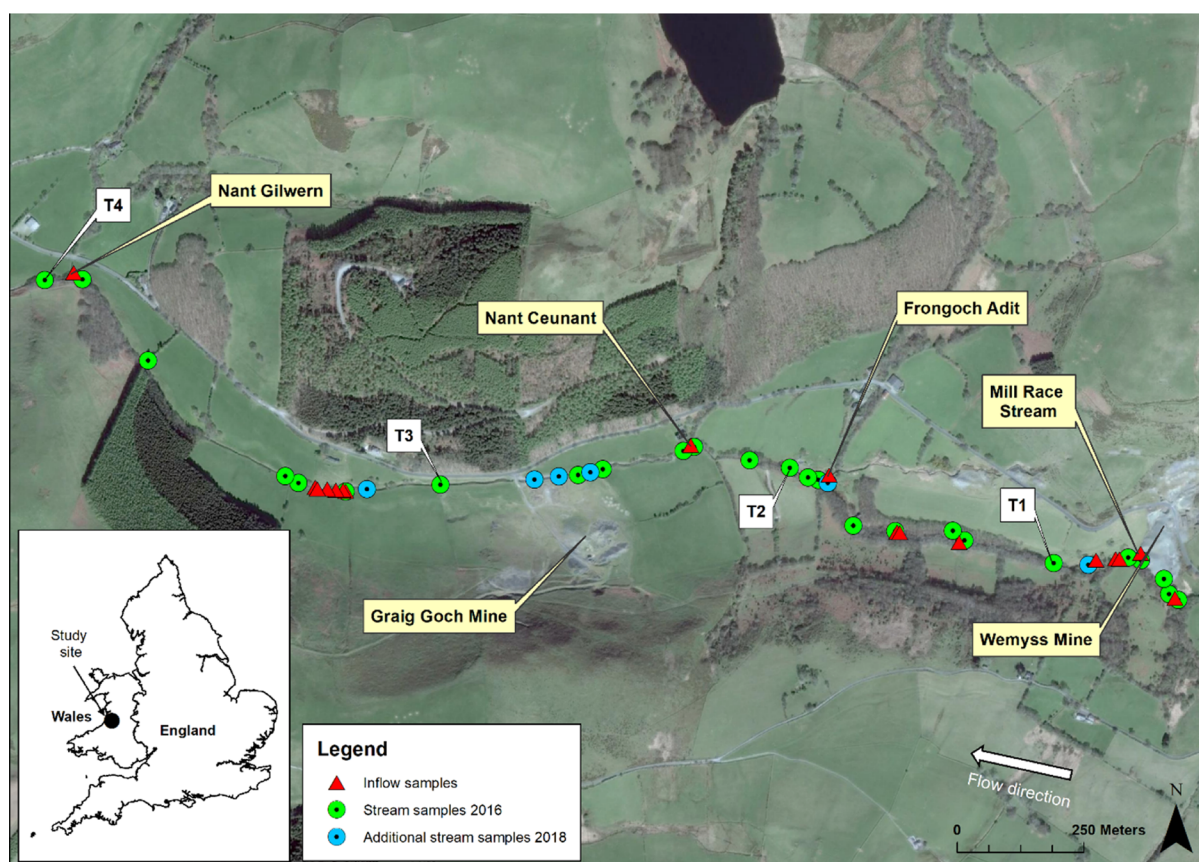 Nant Gilwern
T4
Nant Ceunant
Frongoch Adit
Mill Race
Stream
T3
T2
T1
Graig Goch Mine
Wemyss Mine
Study
site
Wales
England
Legend
Inflow samples
Stream samples 2016
Additional stream samples 2018
Flow direction
N
0
250 Meters